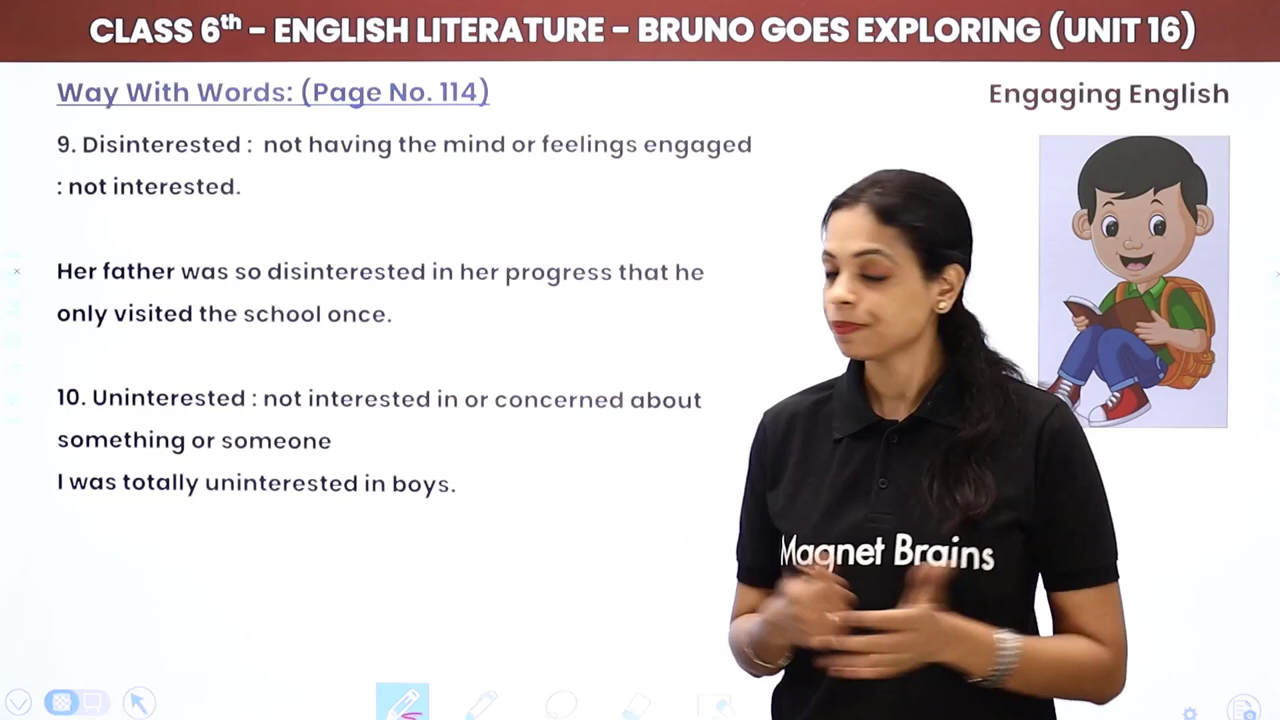 CLASS 6th – ENGLISH LITERATURE – BRUNO GOES EXPLORING (UNIT 16)
Way With Words: (Page No. 114)
Engaging English
9. Disinterested : not having the mind or feelings engaged
: not interested.
Her father was so disinterested in her progress that he
only visited the school once.
10. Uninterested : not interested in or concerned about
something or someone
I was totally uninterested in boys.
Magnet Brains